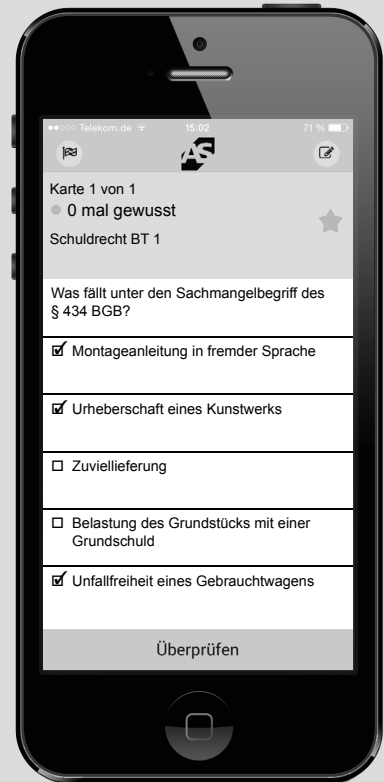 Telekom.de 15:02 71 %
AS
Karte 1 von 1
0 mal gewusst
Schuldrecht BT 1
Was fällt unter den Sachmangelbegriff des
§ 434 BGB?
Montageanleitung in fremder Sprache
Urheberschaft eines Kunstwerks
Zuviellieferung
Belastung des Grundstücks mit einer
Grundschuld
Unfallfreiheit eines Gebrauchtwagens
Überprüfen